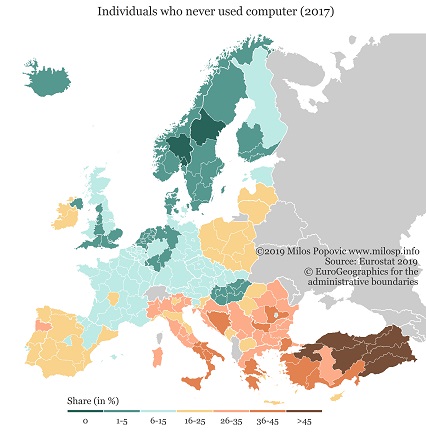 Individuals who never used computer (2017)
©2019 Milos Popovic www.milosp.info
Source: Eurostat 2019
© EuroGeographics for the
administrative boundaries
Share (in %)
0 1-5 6-15 16-25 26-35 36-45 >45